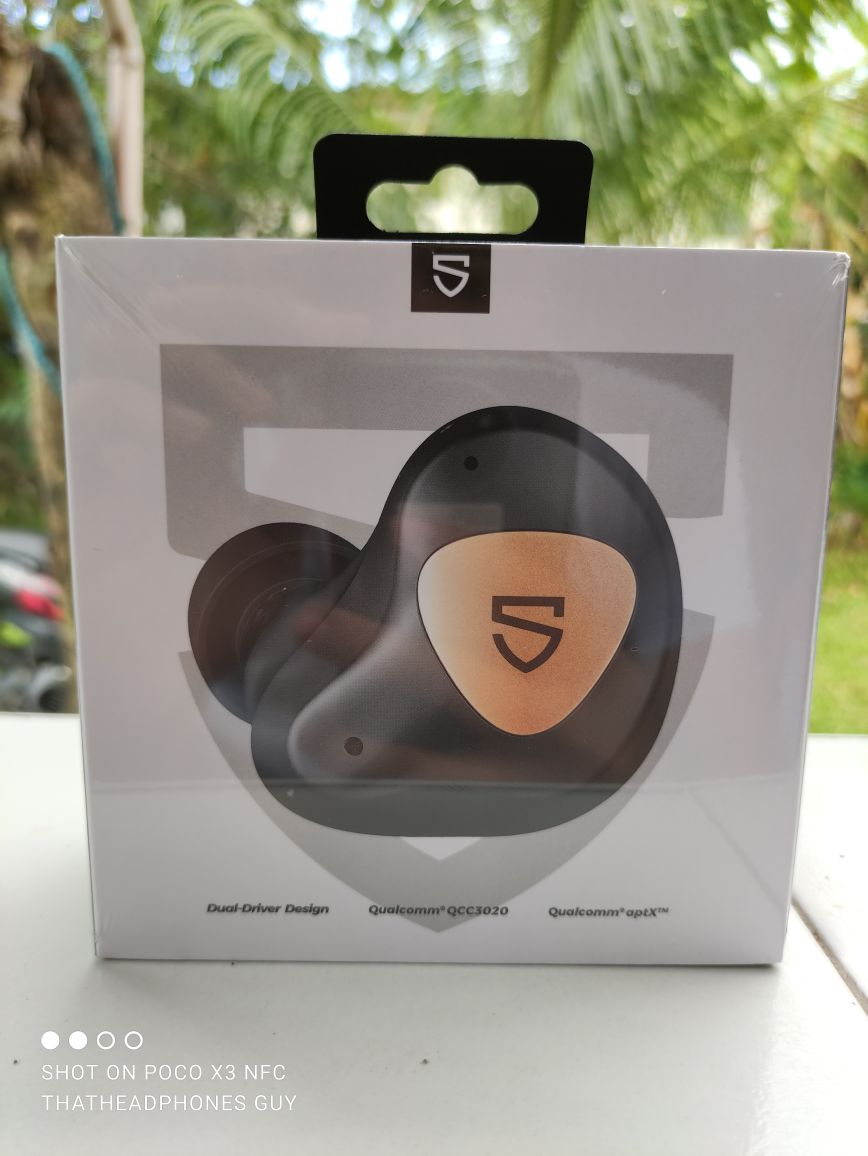 Dual-Driver Design
Qualcomm® QCC3020
Qualcomm® aptX™
SHOT ON POCO X3 NFC
THATHEADPHONES GUY